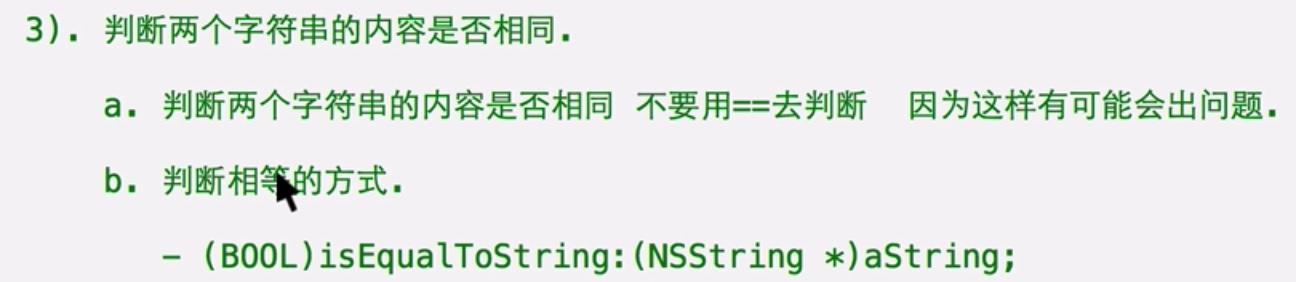 3). 判断两个字符串的内容是否相同.
a. 判断两个字符串的内容是否相同 不要用==去判断 因为这样有可能会出问题.
b. 判断相等的方式.
- (BOOL)isEqualToString:(NSString *)aString;